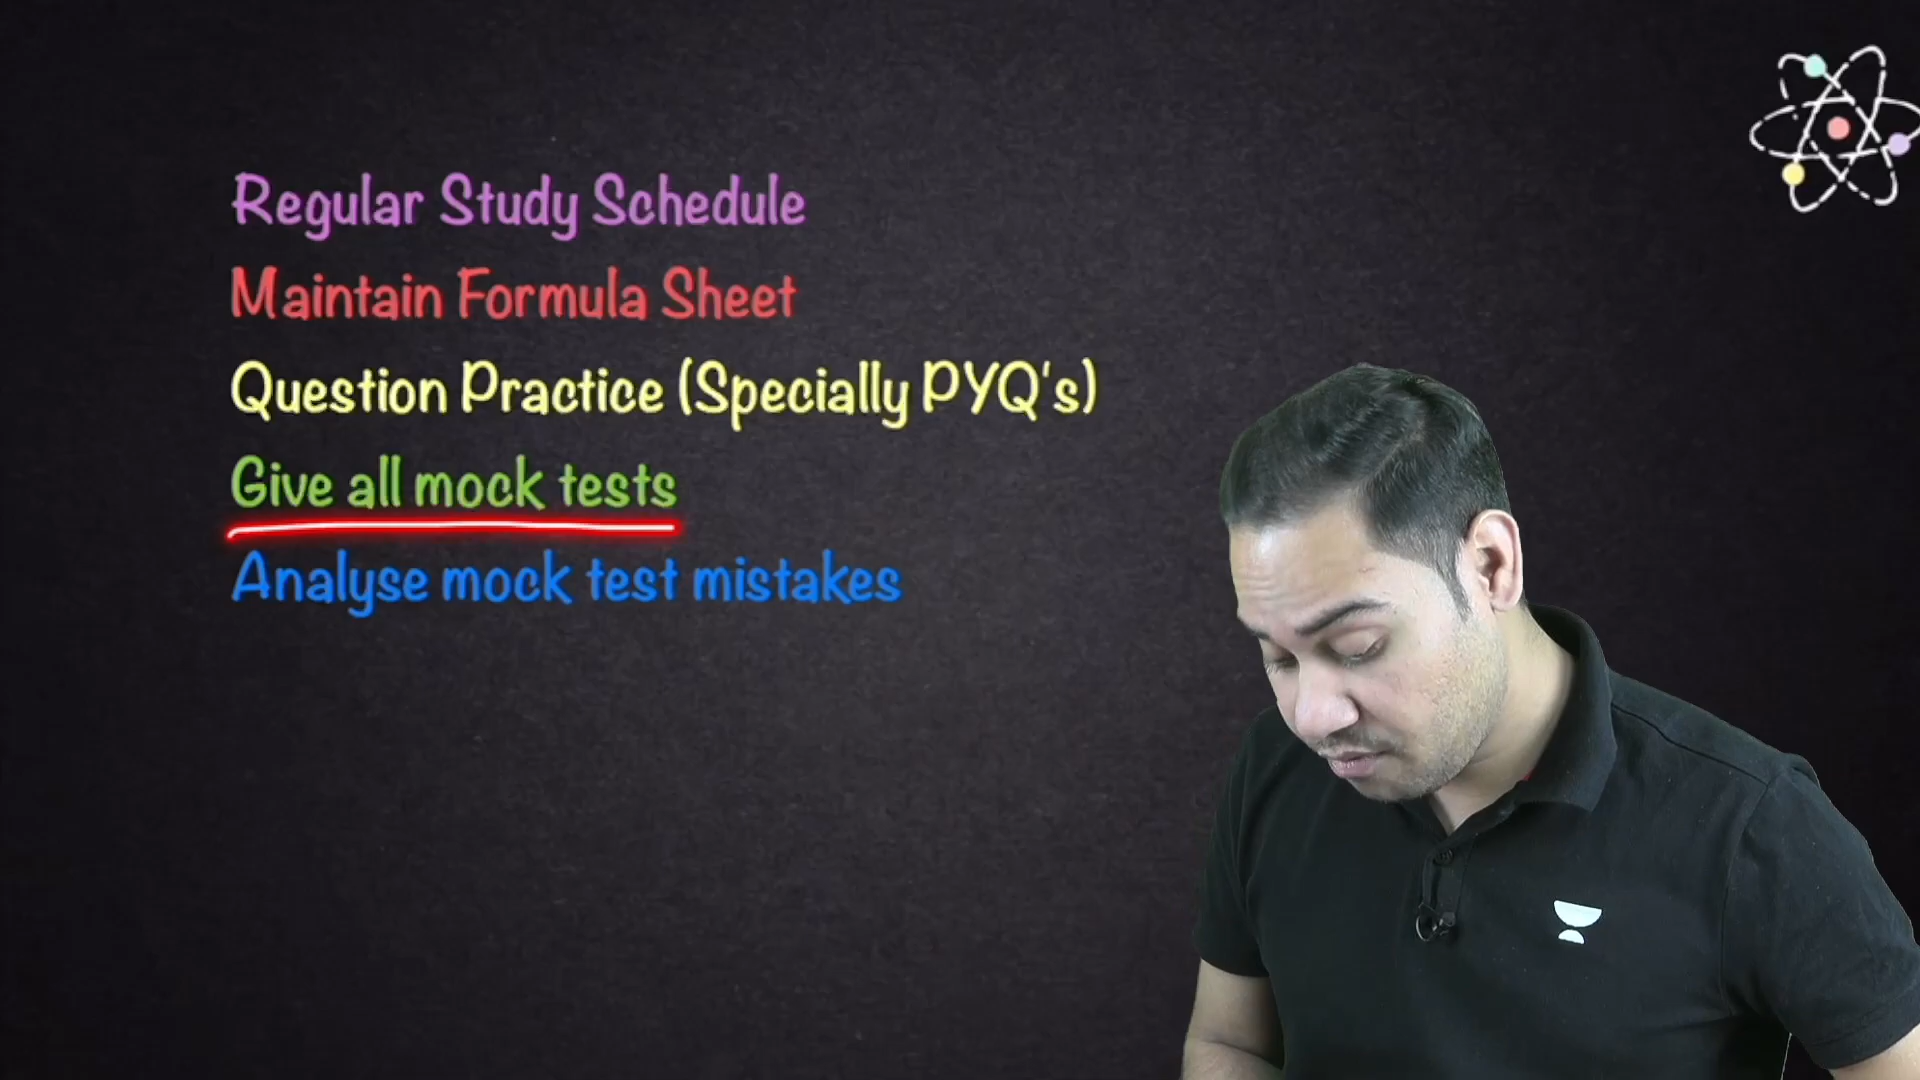 Regular Study Schedule
Maintain Formula Sheet
Question Practice (Specially PYQ's)
Give all mock tests
Analyse mock test mistakes